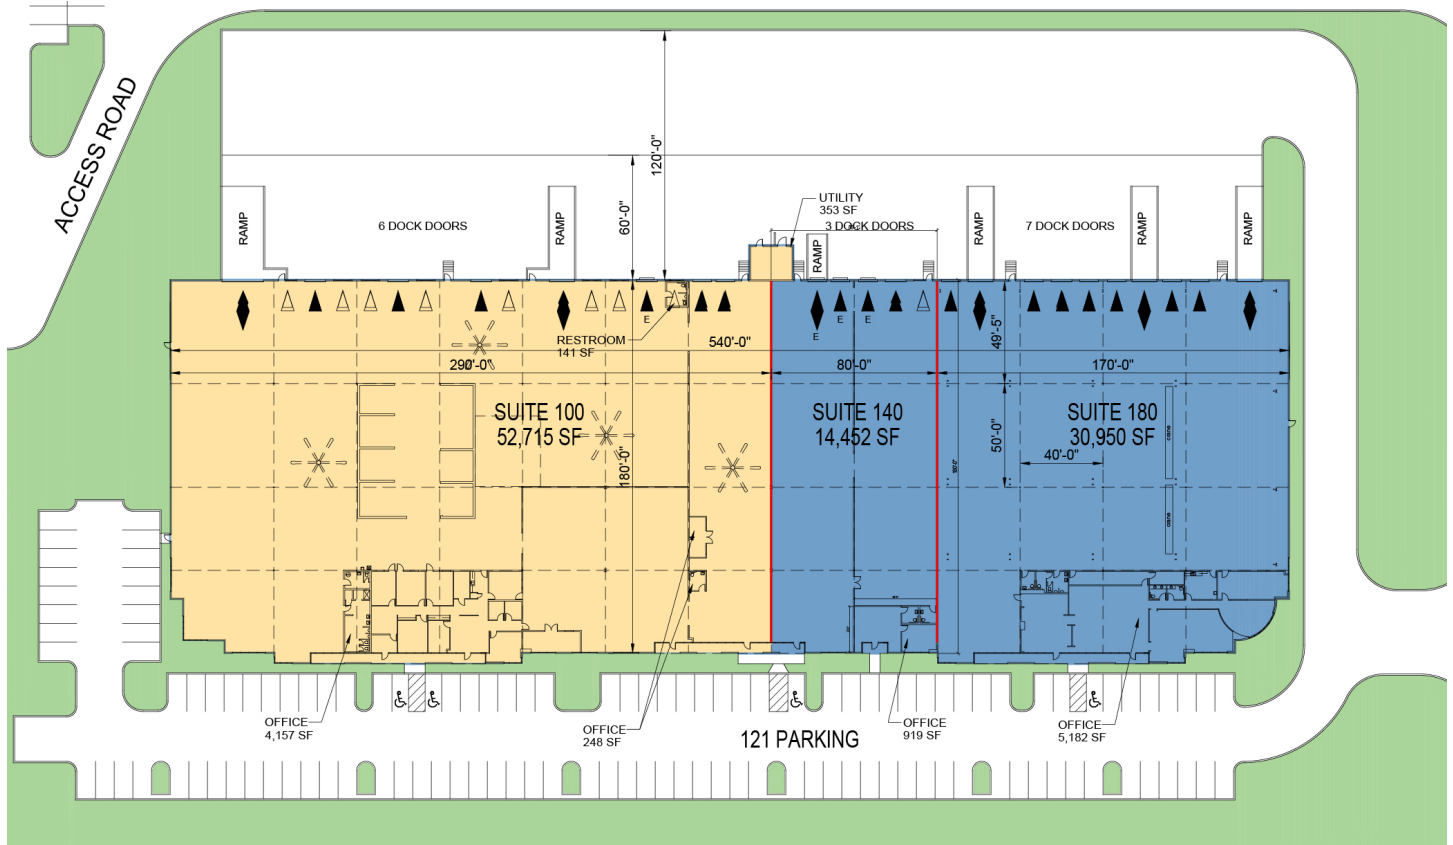 ACCESS ROAD
120'-0"
60'-0"
UTILITY
353 SF
RAMP
6 DOCK DOORS
RAMP
3 DOCK DOORS
RAMP
RAMP
7 DOCK DOORS
RAMP
RAMP
E
E
E
E
RESTROOM
141 SF
540'-0"
49'-5"
290'-0"
80'-0"
170'-0"
SUITE 100
52,715 SF
SUITE 140
14,452 SF
SUITE 180
30,950 SF
180'-0"
50'-0"
40'-0"
crane
crane
OFFICE
4,157 SF
OFFICE
248 SF
121 PARKING
OFFICE
919 SF
OFFICE
5,182 SF